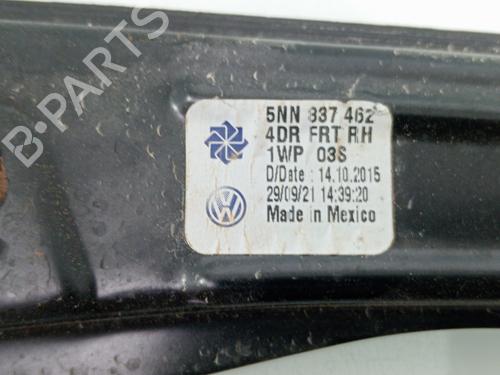 B-PARTS
5NN 837 462
4DR FRT RH
1WP 03S
D/Date : 14.10.2015
29/09/21 14:39:20
Made in Mexico